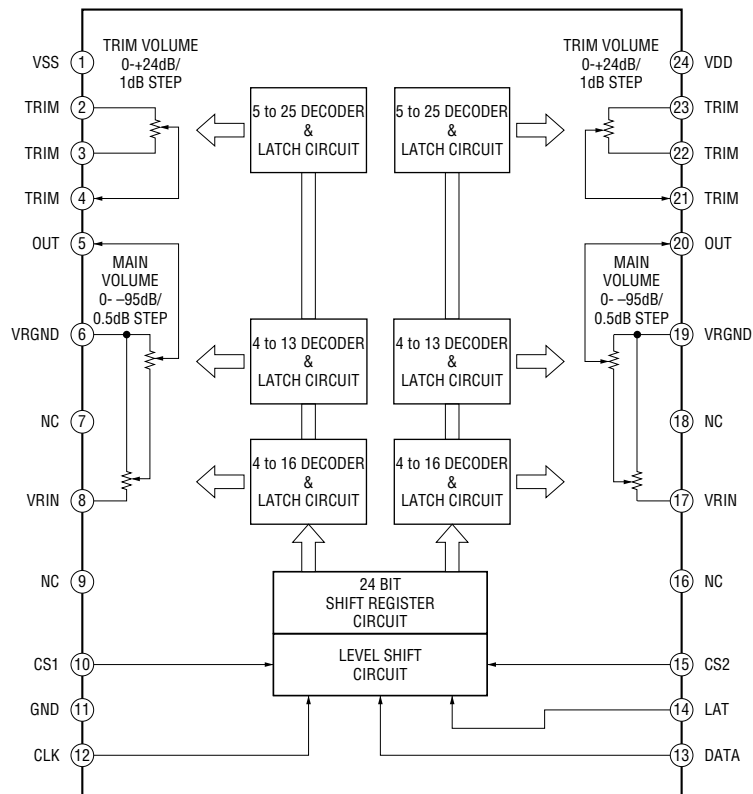 VSS
1
TRIM VOLUME
0-+24dB/
1dB STEP
TRIM
2
TRIM
3
TRIM
4
OUT
5
MAIN
VOLUME
0- –95dB/
0.5dB STEP
VRGND
6
NC
7
VRIN
8
NC
9
CS1
10
GND
11
CLK
12
5 to 25 DECODER
&
LATCH CIRCUIT
5 to 25 DECODER
&
LATCH CIRCUIT
4 to 13 DECODER
&
LATCH CIRCUIT
4 to 13 DECODER
&
LATCH CIRCUIT
4 to 16 DECODER
&
LATCH CIRCUIT
4 to 16 DECODER
&
LATCH CIRCUIT
24 BIT
SHIFT REGISTER
CIRCUIT
LEVEL SHIFT
CIRCUIT
TRIM VOLUME
0-+24dB/
1dB STEP
24
VDD
23
TRIM
22
TRIM
21
TRIM
20
OUT
MAIN
VOLUME
0- –95dB/
0.5dB STEP
19
VRGND
18
NC
17
VRIN
16
NC
15
CS2
14
LAT
13
DATA